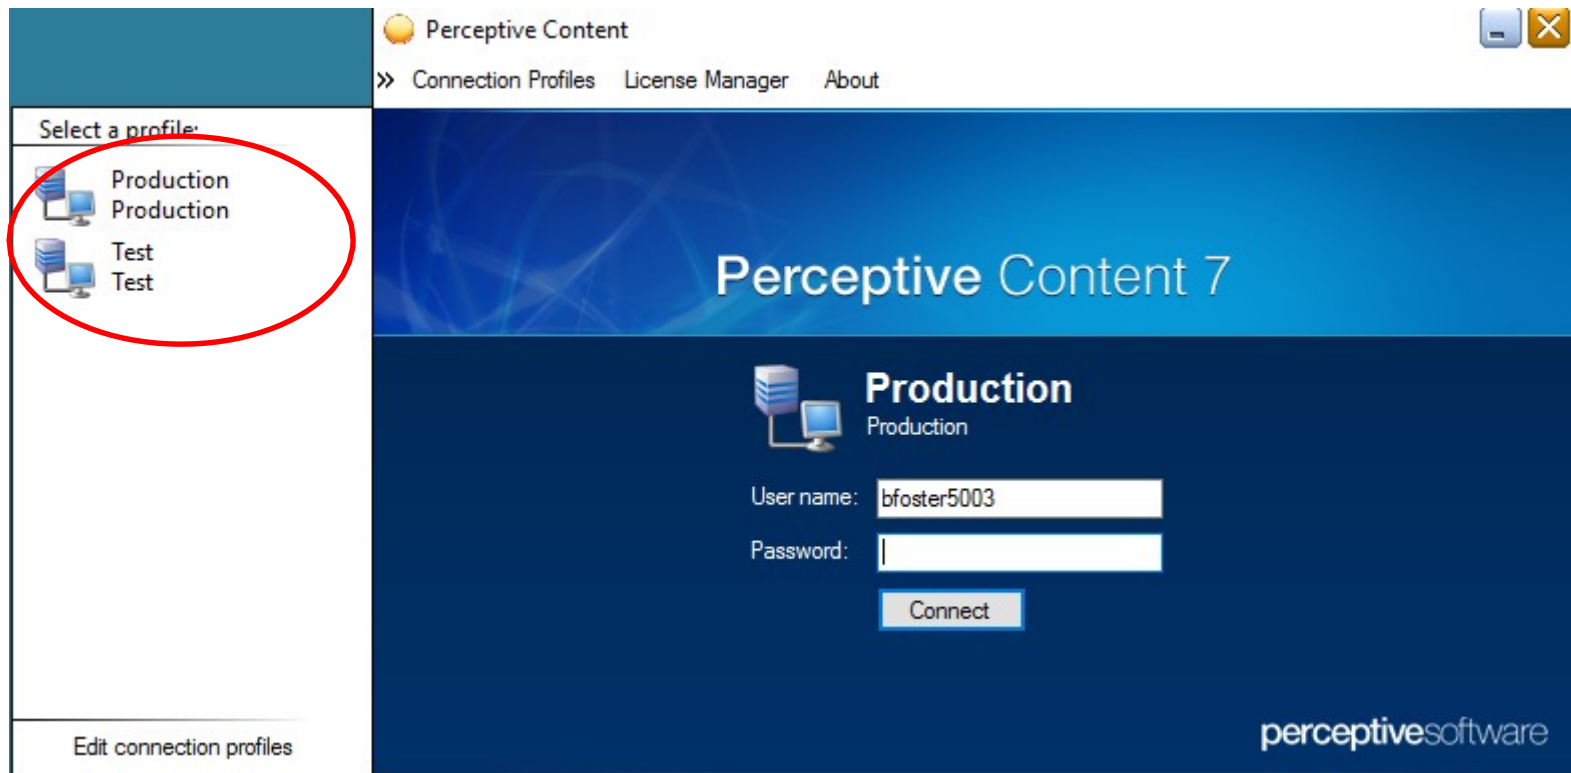 Perceptive Content
» Connection Profiles License Manager About
Select a profile:
Production
Production
Test
Test
Edit connection profiles
Perceptive Content 7
Production
Production
User name: bfoster5003
Password:
Connect
perceptivesoftware